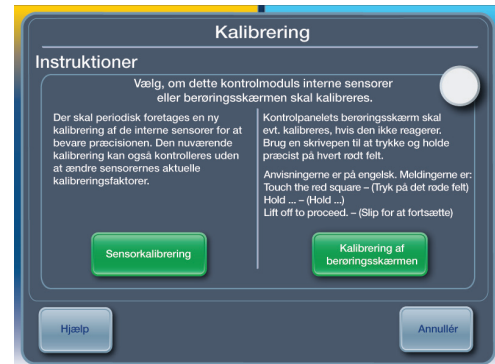 Kalibrering
Instruktioner
Vælg, om dette kontrolmoduls interne sensorer
eller berøringsskærmen skal kalibreres.
Der skal periodisk foretages en ny
kalibrering af de interne sensorer for at
bevare præcisionen. Den nuværende
kalibrering kan også kontrolleres uden
at ændre sensorernes aktuelle
kalibreringsfaktorer.
Kontrolpanelets berøringsskærm skal
evt. kalibreres, hvis den ikke reagerer.
Brug en skrivepen til at trykke og holde
præcist på hvert rødt felt.
Anvisningerne er på engelsk. Meldingerne er:
Touch the red square – (Tryk på det røde felt)
Hold ... – (Hold ...)
Lift off to proceed. – (Slip for at fortsætte)
Sensorkalibrering
Kalibrering af
berøringsskærmen
Hjælp
Annullér